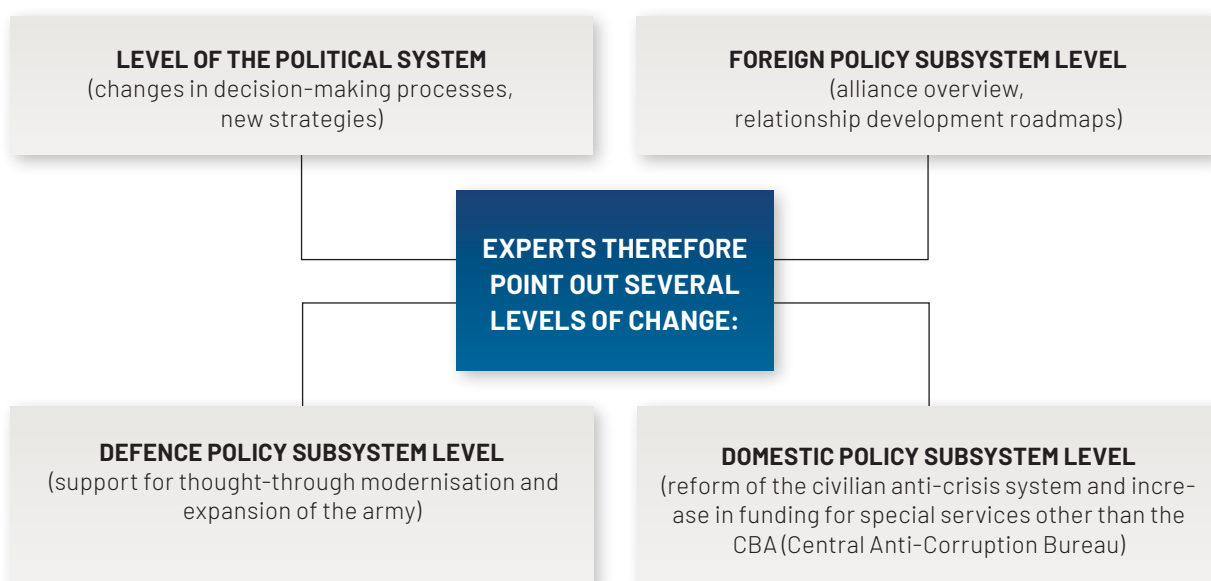 LEVEL OF THE POLITICAL SYSTEM
(changes in decision-making processes,
new strategies)
FOREIGN POLICY SUBSYSTEM LEVEL
(alliance overview,
relationship development roadmaps)
EXPERTS THEREFORE
POINT OUT SEVERAL
LEVELS OF CHANGE:
DEFENCE POLICY SUBSYSTEM LEVEL
(support for thought-through modernisation and
expansion of the army)
DOMESTIC POLICY SUBSYSTEM LEVEL
(reform of the civilian anti-crisis system and incre-
ase in funding for special services other than the
CBA (Central Anti-Corruption Bureau)